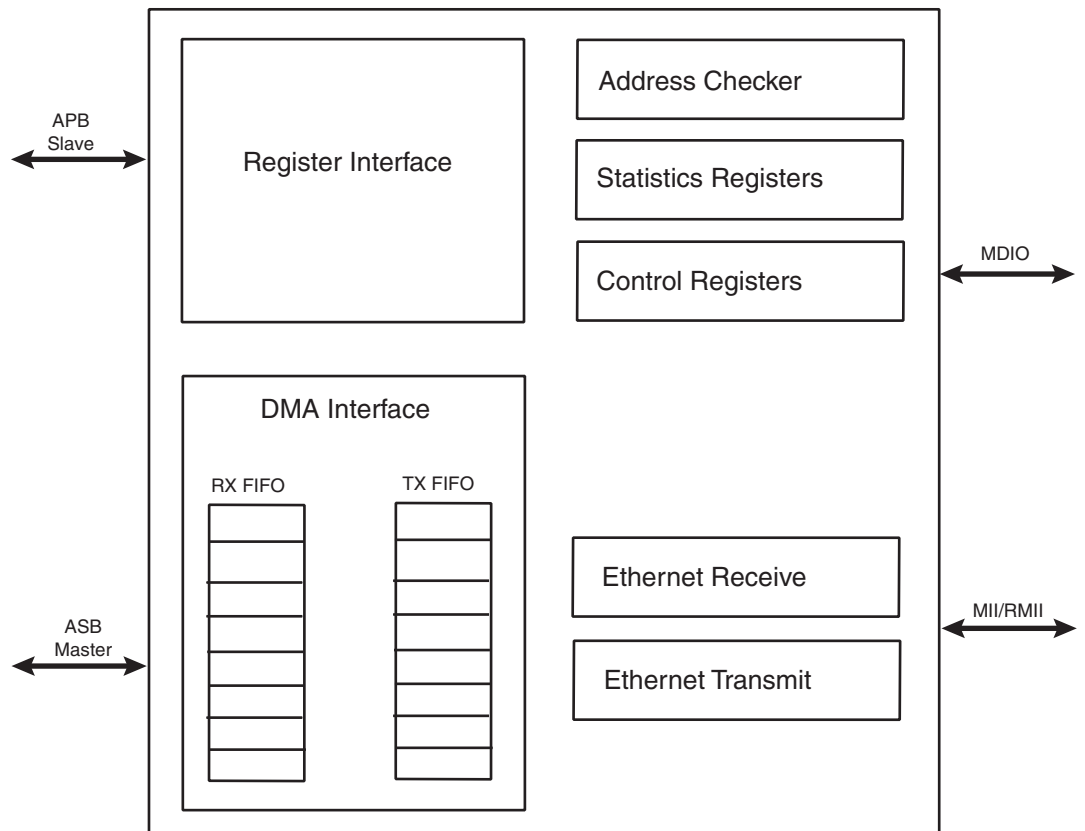 APB
Slave
Register Interface
Address Checker
Statistics Registers
Control Registers
MDIO
DMA Interface
RX FIFO
TX FIFO
ASB
Master
Ethernet Receive
Ethernet Transmit
MII/RMII